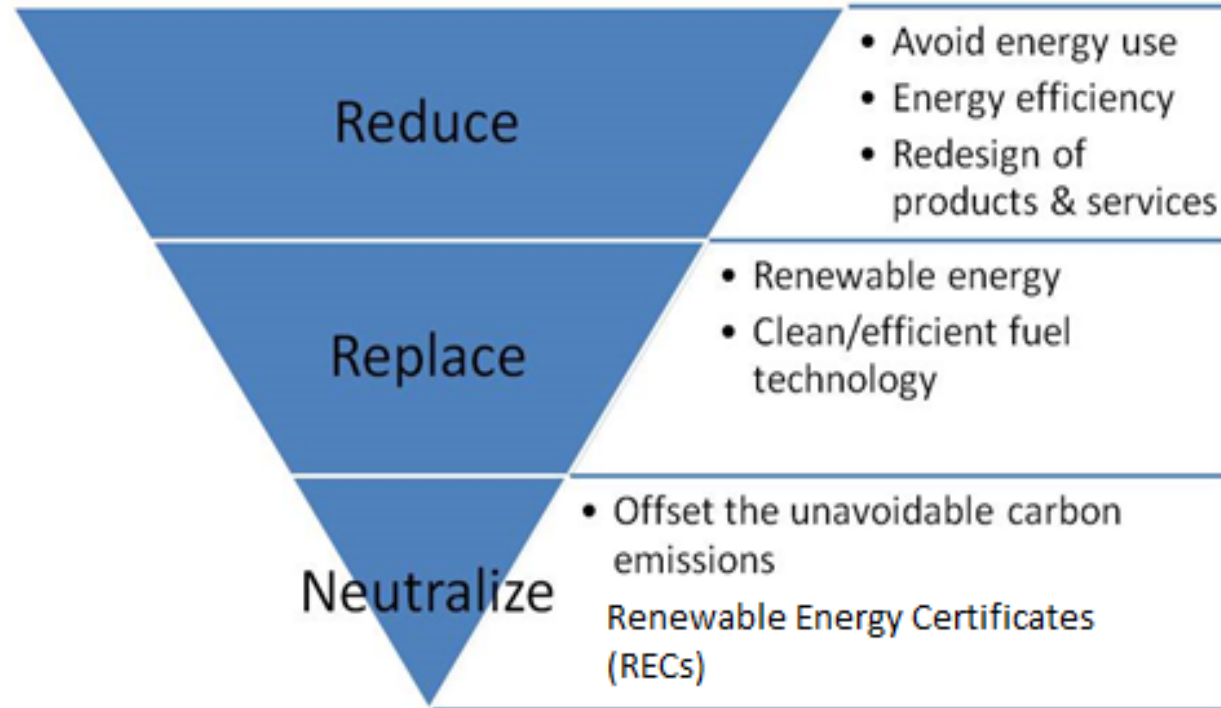 Reduce
• Avoid energy use
• Energy efficiency
• Redesign of
products & services
Replace
• Renewable energy
• Clean/efficient fuel
technology
Neutralize
• Offset the unavoidable carbon
emissions
Renewable Energy Certificates
(RECs)